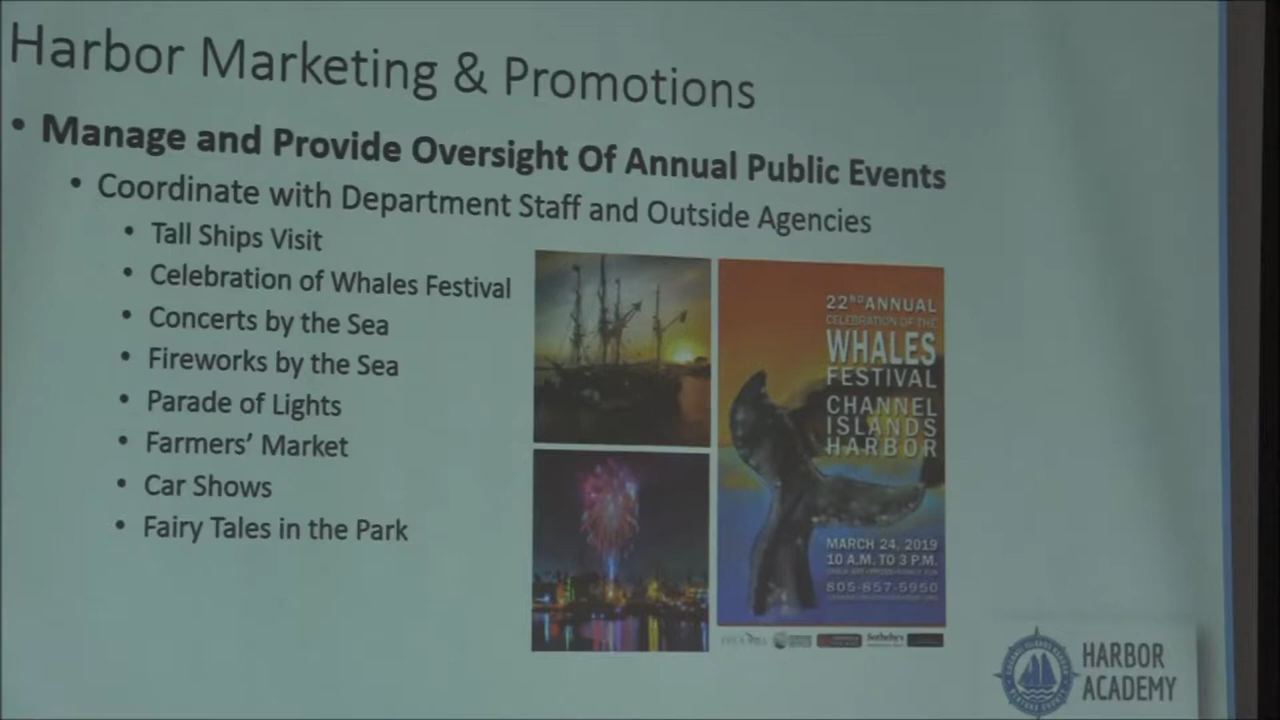 Harbor Marketing & Promotions
• Manage and Provide Oversight Of Annual Public Events
• Coordinate with Department Staff and Outside Agencies
• Tall Ships Visit
• Celebration of Whales Festival
• Concerts by the Sea
• Fireworks by the Sea
• Parade of Lights
• Farmers’ Market
• Car Shows
• Fairy Tales in the Park
22ND ANNUAL
CELEBRATION OF THE
WHALES
FESTIVAL
CHANNEL
ISLANDS
HARBOR
MARCH 24, 2019
10 A.M. TO 3 P.M.
805-857-5950
Sotheby's
HARBOR
ACADEMY